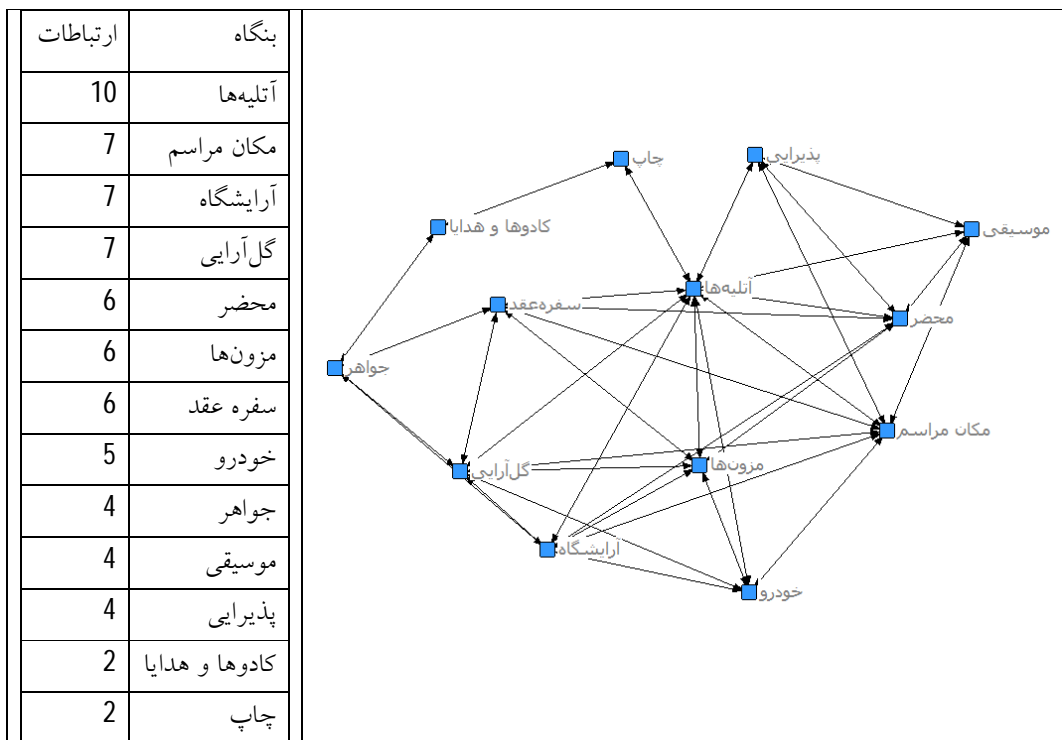 بنگاه ارتباطات
آتلیه‌ها 10
مکان مراسم 7
آرایشگاه 7
گل‌آرایی 7
محضر 6
مزون‌ها 6
سفره عقد 6
خودرو 5
جواهر 4
موسیقی 4
پذیرایی 4
کادوها و هدایا 2
چاپ 2
پذیرایی
چاپ
کادوها و هدایا
موسیقی
آتلیه‌ها
سفره‌عقد
محضر
جواهر
مکان مراسم
مزون‌ها
گل‌آرایی
آرایشگاه
خودرو